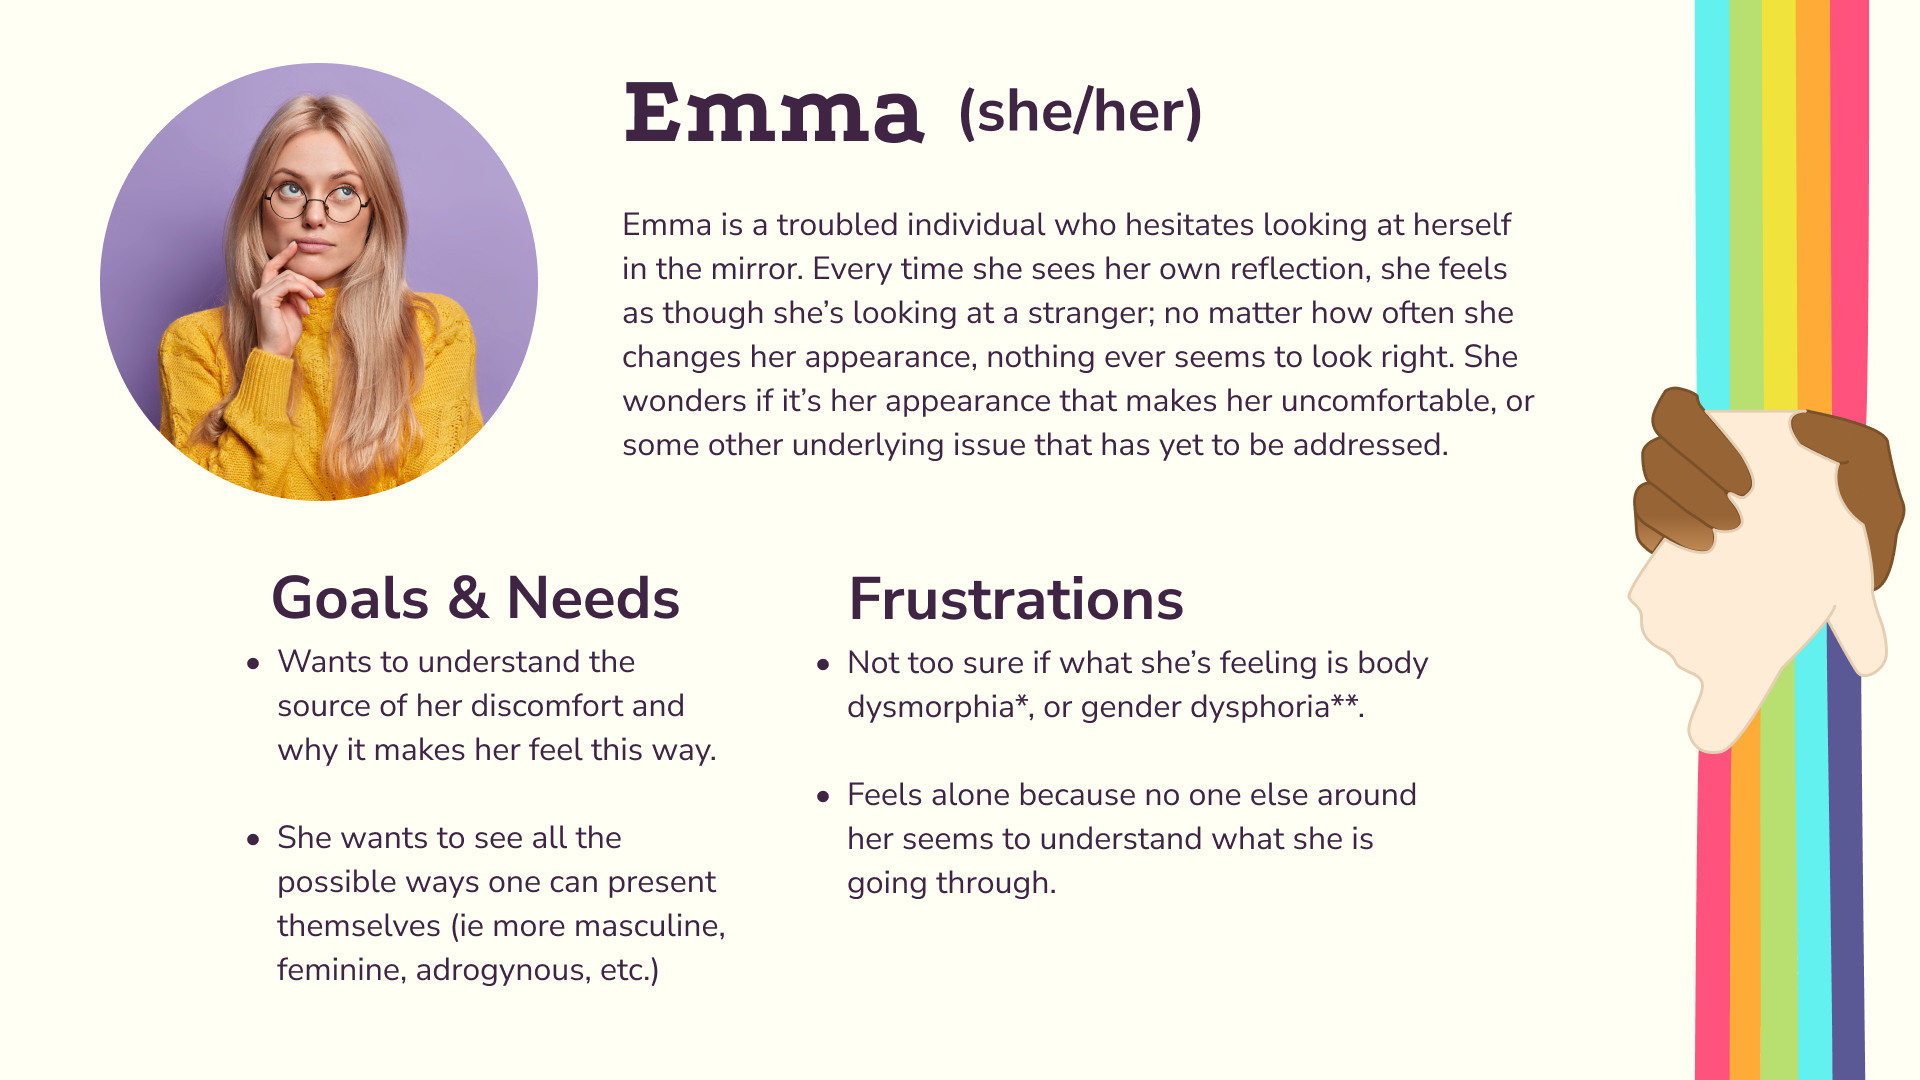 Emma (she/her)
Emma is a troubled individual who hesitates looking at herself
in the mirror. Every time she sees her own reflection, she feels
as though she’s looking at a stranger; no matter how often she
changes her appearance, nothing ever seems to look right. She
wonders if it’s her appearance that makes her uncomfortable, or
some other underlying issue that has yet to be addressed.
Goals & Needs
• Wants to understand the
source of her discomfort and
why it makes her feel this way.
• She wants to see all the
possible ways one can present
themselves (ie more masculine,
feminine, adrogynous, etc.)
Frustrations
• Not too sure if what she’s feeling is body
dysmorphia*, or gender dysphoria**.
• Feels alone because no one else around
her seems to understand what she is
going through.